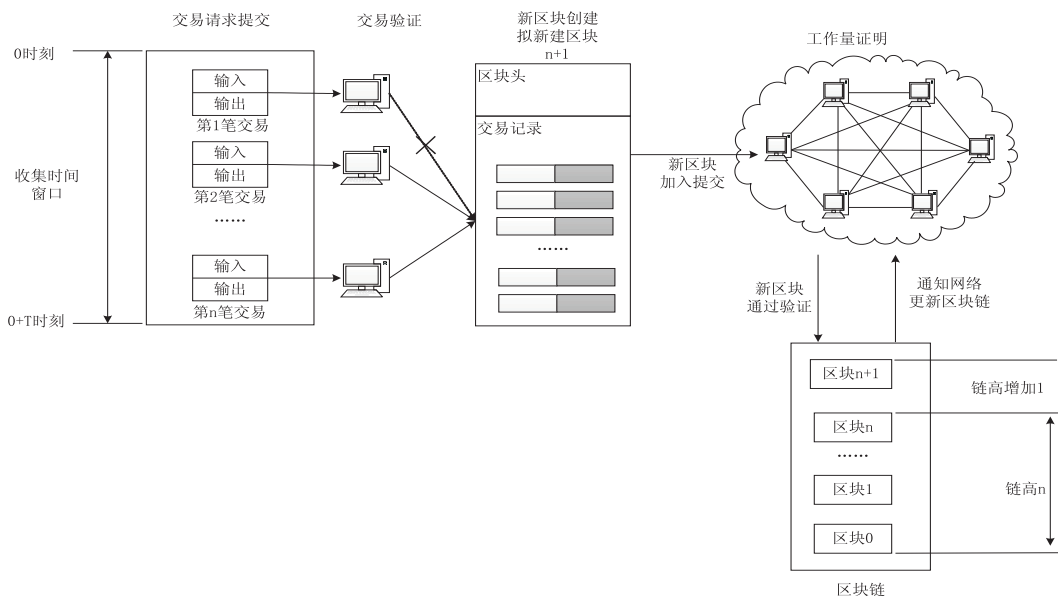 交易请求提交
交易验证
新区块创建
拟新建区块
n+1
工作量证明
0时刻
收集时间
窗口
0+T时刻
输入
输出
第1笔交易
输入
输出
第2笔交易
……
输入
输出
第n笔交易
区块头
交易记录
……
新区块
加入提交
新区块
通过验证
通知网络
更新区块链
区块n+1
区块n
……
区块1
区块0
链高增加1
链高n
区块链